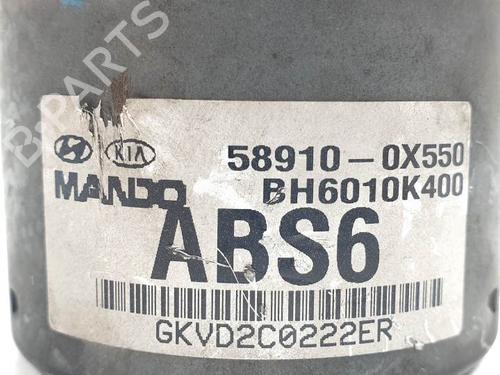 B-PARTS
KIA 58910-0X550
MANDO BH6010K400
ABS6
GKVD2C0222ER